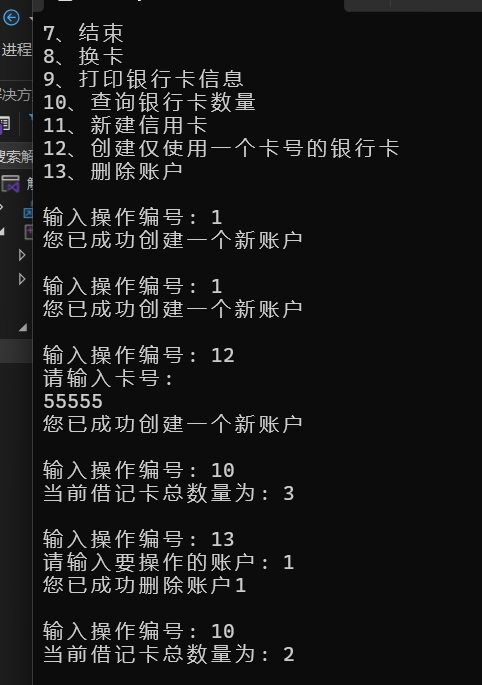 进程
7、结束
8、换卡
9、打印银行卡信息
解决方
10、查询银行卡数量
11、新建信用卡
12、创建仅使用一个卡号的银行卡
搜索解
13、删除账户
输入操作编号: 1
您已成功创建一个新账户
输入操作编号: 1
您已成功创建一个新账户
输入操作编号: 12
请输入卡号:
55555
您已成功创建一个新账户
输入操作编号: 10
当前借记卡总数量为: 3
输入操作编号: 13
请输入要操作的账户: 1
您已成功删除账户1
输入操作编号: 10
当前借记卡总数量为: 2